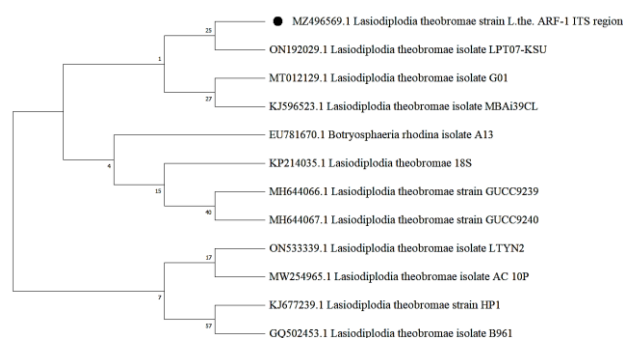 MZ496569.1 Lasiodiplodia theobromae strain L.the. ARF-1 ITS region
25
ON192029.1 Lasiodiplodia theobromae isolate LPT07-KSU
1
MT012129.1 Lasiodiplodia theobromae isolate G01
27
KJ596523.1 Lasiodiplodia theobromae isolate MBAi39CL
EU781670.1 Botryosphaeria rhodina isolate A13
4
KP214035.1 Lasiodiplodia theobromae 18S
15
MH644066.1 Lasiodiplodia theobromae strain GUCC9239
40
MH644067.1 Lasiodiplodia theobromae strain GUCC9240
ON533339.1 Lasiodiplodia theobromae isolate LTYN2
17
MW254965.1 Lasiodiplodia theobromae isolate AC 10P
7
KJ677239.1 Lasiodiplodia theobromae strain HP1
57
GQ502453.1 Lasiodiplodia theobromae isolate B961